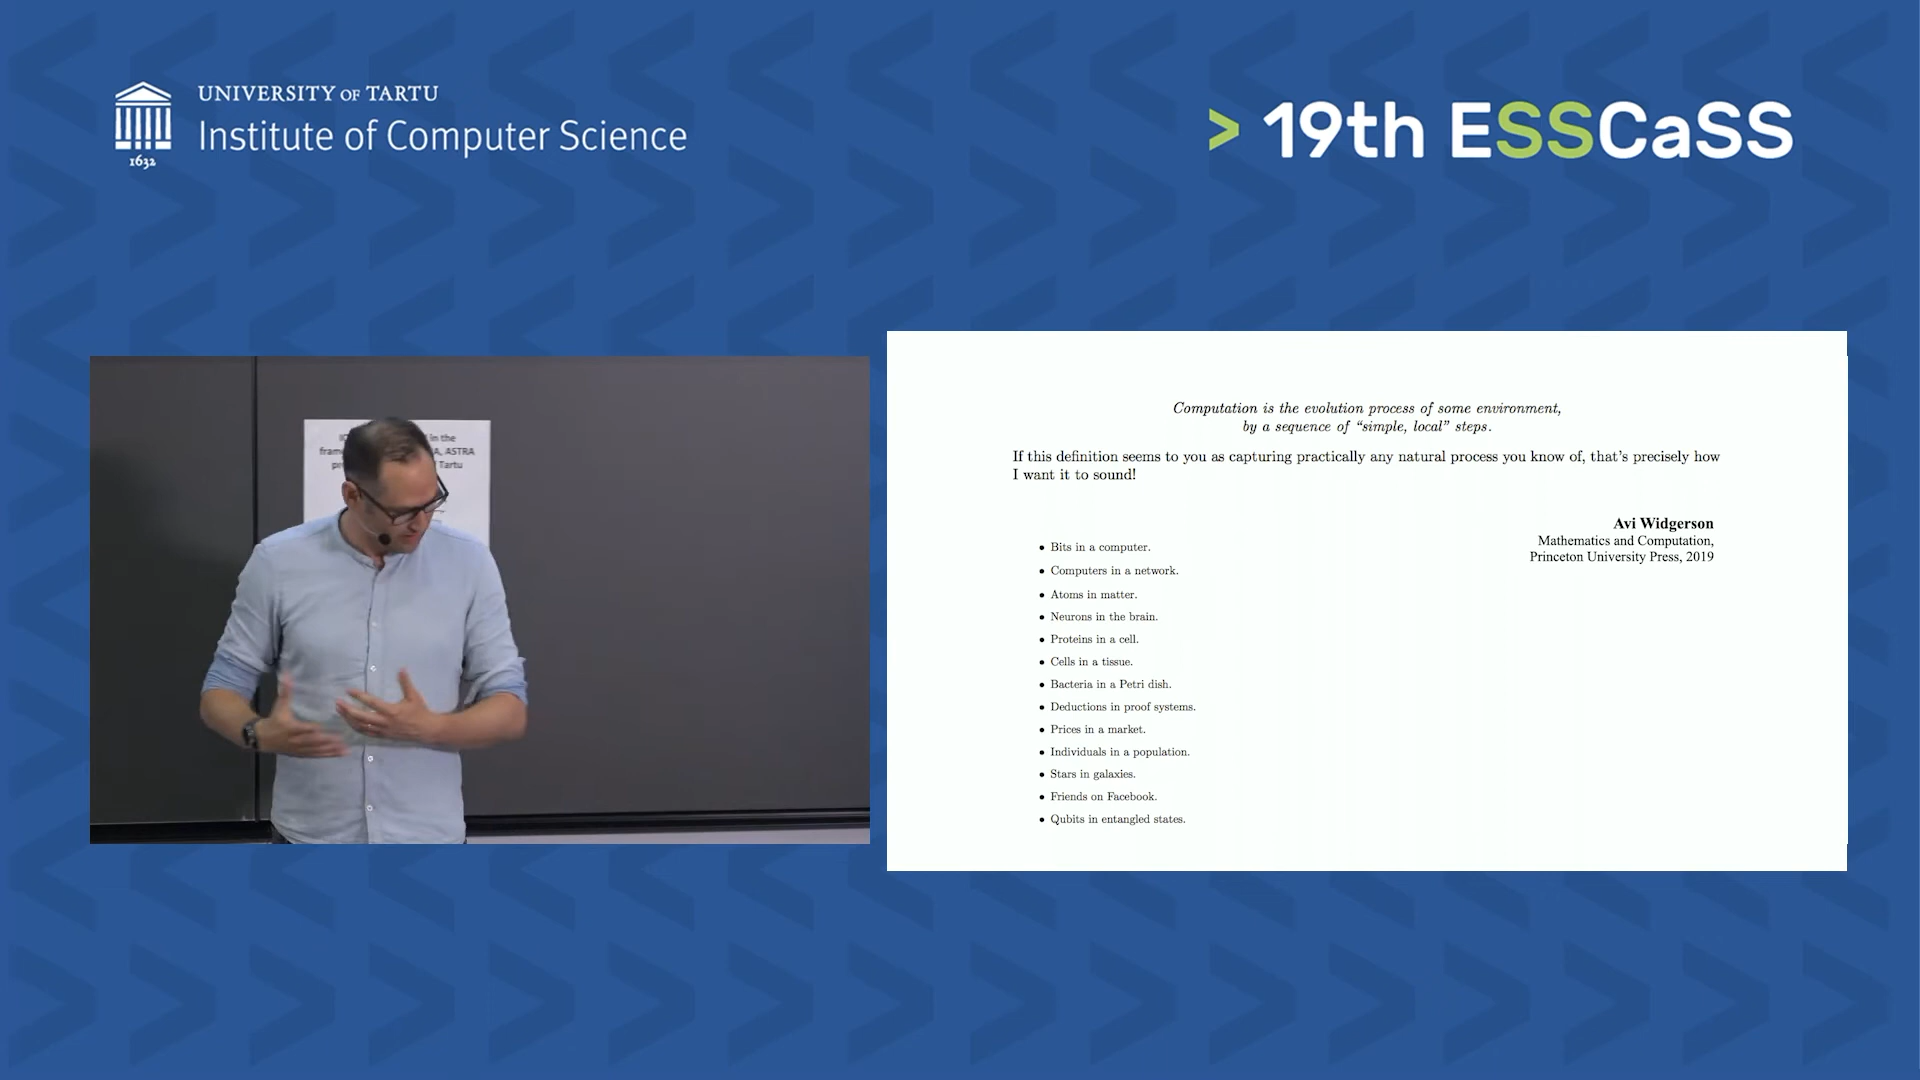 UNIVERSITY OF TARTU
Institute of Computer Science
1632
> 19th ESSCaSS
in the
fram A, ASTRA
Tartu
Computation is the evolution process of some environment,
by a sequence of “simple, local” steps.
If this definition seems to you as capturing practically any natural process you know of, that’s precisely how
I want it to sound!
Avi Widgerson
Mathematics and Computation,
Princeton University Press, 2019
• Bits in a computer.
• Computers in a network.
• Atoms in matter.
• Neurons in the brain.
• Proteins in a cell.
• Cells in a tissue.
• Bacteria in a Petri dish.
• Deductions in proof systems.
• Prices in a market.
• Individuals in a population.
• Stars in galaxies.
• Friends on Facebook.
• Qubits in entangled states.